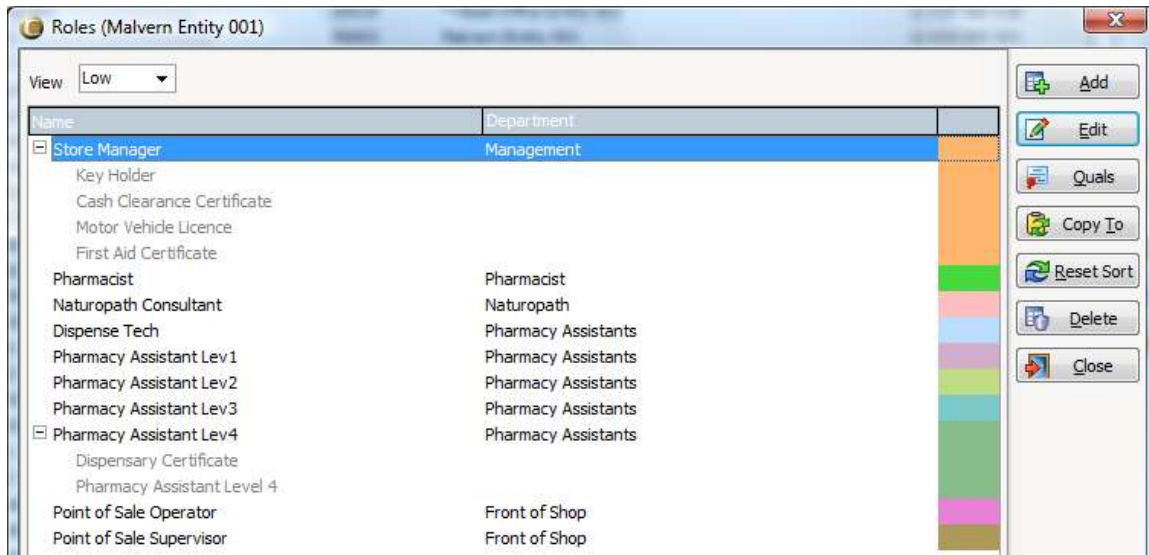 Roles (Malvern Entity 001)
View Low
Add
Name Department
Edit
Store Manager Management
Key Holder
Quals
Cash Clearance Certificate
Motor Vehicle Licence
Copy To
First Aid Certificate
Pharmacist Pharmacist
Reset Sort
Naturopath Consultant Naturopath
Dispense Tech Pharmacy Assistants
Delete
Pharmacy Assistant Lev1 Pharmacy Assistants
Close
Pharmacy Assistant Lev2 Pharmacy Assistants
Pharmacy Assistant Lev3 Pharmacy Assistants
Pharmacy Assistant Lev4 Pharmacy Assistants
Dispensary Certificate
Pharmacy Assistant Level 4
Point of Sale Operator Front of Shop
Point of Sale Supervisor Front of Shop